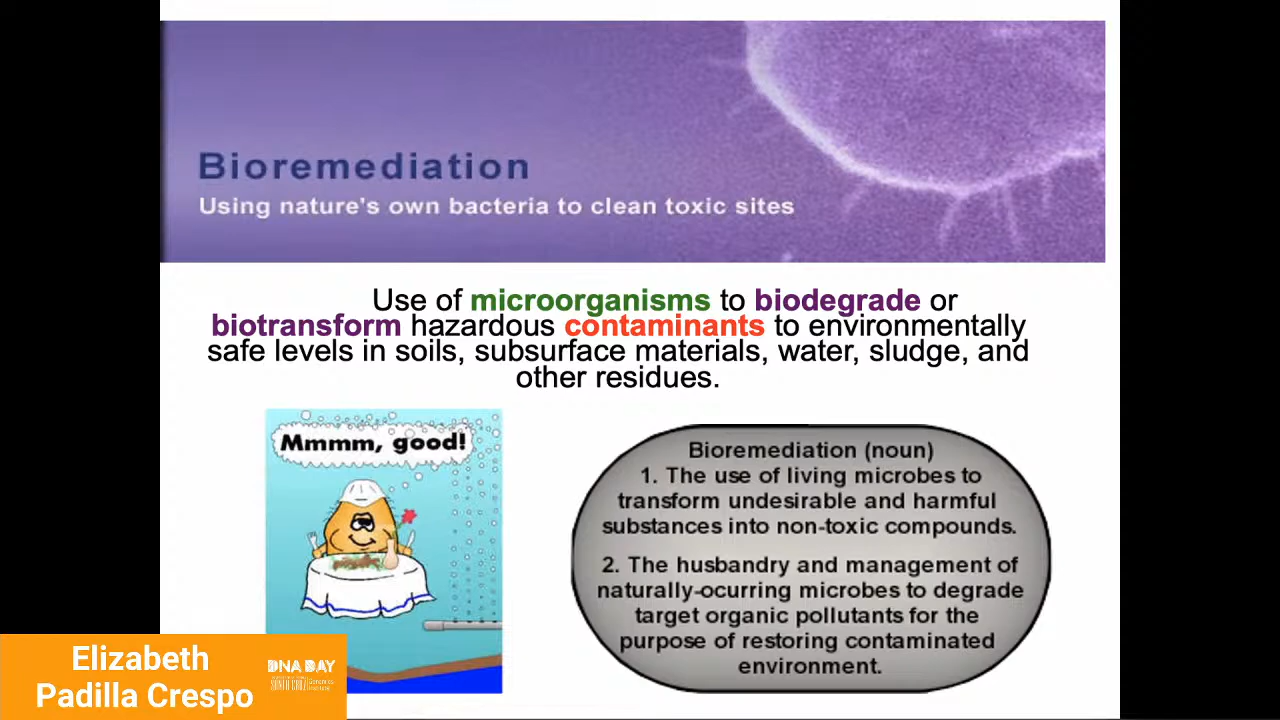 Bioremediation
Using nature's own bacteria to clean toxic sites
Use of microorganisms to biodegrade or
biotransform hazardous contaminants to environmentally
safe levels in soils, subsurface materials, water, sludge, and
other residues.
Mmmm, good!
Bioremediation (noun)
1. The use of living microbes to
transform undesirable and harmful
substances into non-toxic compounds.
2. The husbandry and management of
naturally-ocurring microbes to degrade
target organic pollutants for the
purpose of restoring contaminated
environment.
Elizabeth
Padilla Crespo
DNA DAY